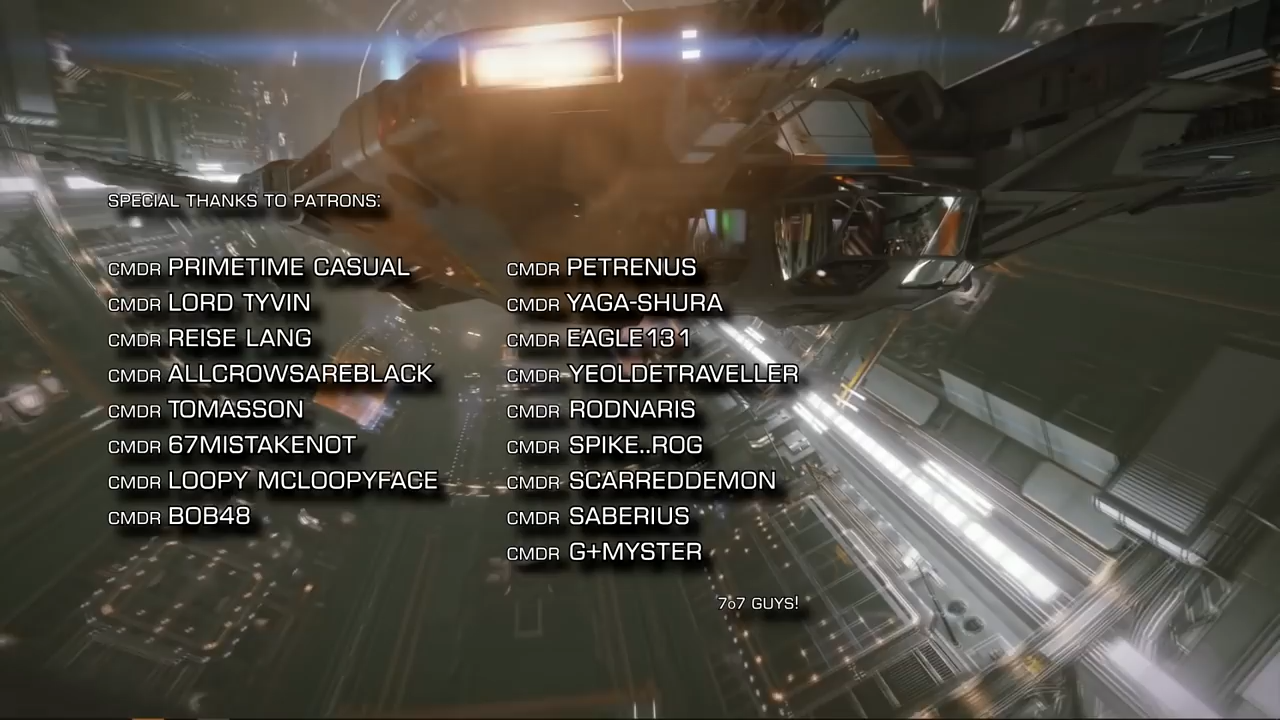 SPECIAL THANKS TO PATRONS:
CMDR PRIMETIME CASUAL
CMDR LORD TYVIN
CMDR REISE LANG
CMDR ALLCROWSAREBLACK
CMDR TOMASSON
CMDR 67MISTAKENOT
CMDR LOOPY MCLOOPYFACE
CMDR BOB48
CMDR PETRENUS
CMDR YAGA-SHURA
CMDR EAGLE131
CMDR YEOLDETRAVELLER
CMDR RODNARIS
CMDR SPIKE..ROG
CMDR SCARREDDEMON
CMDR SABERIUS
CMDR G+MYSTER
7o7 GUYS!